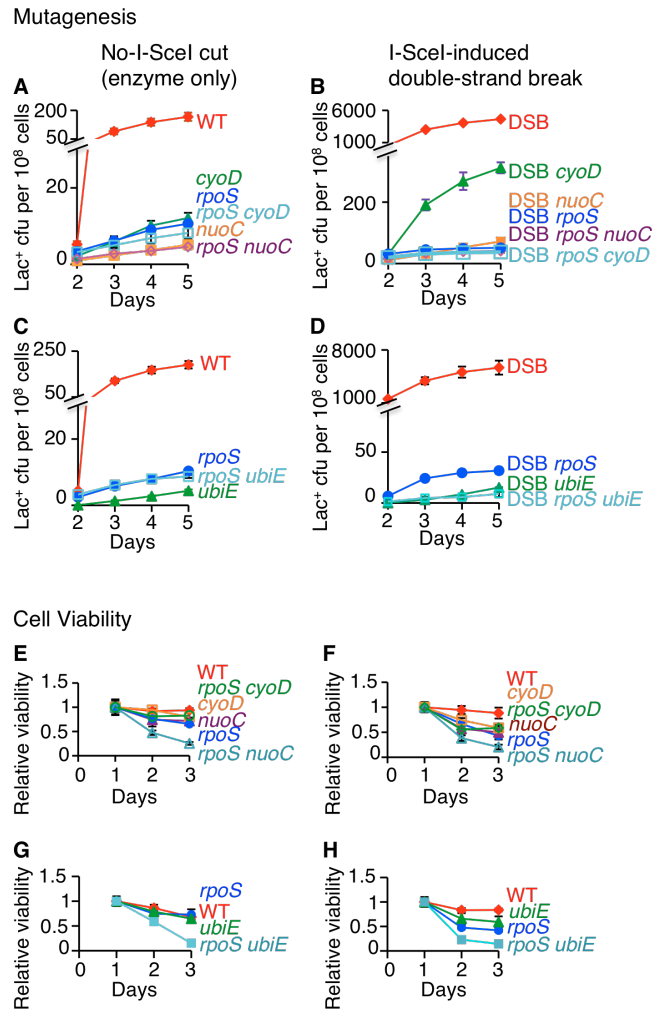 Mutagenesis
No-I-SceI cut
(enzyme only)
I-SceI-induced
double-strand break
A
Lac⁺ cfu per 10⁸ cells
200
50
20
0
2
3
4
5
Days
WT
cyoD
rpoS
rpoS cyoD
nuoC
rpoS nuoC
B
Lac⁺ cfu per 10⁸ cells
6000
1000
200
0
2
3
4
5
Days
DSB
DSB cyoD
DSB nuoC
DSB rpoS
DSB rpoS nuoC
DSB rpoS cyoD
C
Lac⁺ cfu per 10⁸ cells
250
50
20
0
2
3
4
5
Days
WT
rpoS
rpoS ubiE
ubiE
D
Lac⁺ cfu per 10⁸ cells
8000
1000
50
0
2
3
4
5
Days
DSB
DSB rpoS
DSB ubiE
DSB rpoS ubiE
Cell Viability
E
Relative viability
1.5
1
0.5
0
0
1
2
3
Days
WT
rpoS cyoD
cyoD
nuoC
rpoS
rpoS nuoC
F
Relative viability
1.5
1
0.5
0
0
1
2
3
Days
WT
cyoD
rpoS cyoD
nuoC
rpoS
rpoS nuoC
G
Relative viability
1.5
1
0.5
0
0
1
2
3
Days
rpoS
WT
ubiE
rpoS ubiE
H
Relative viability
1.5
1
0.5
0
0
1
2
3
Days
WT
ubiE
rpoS
rpoS ubiE